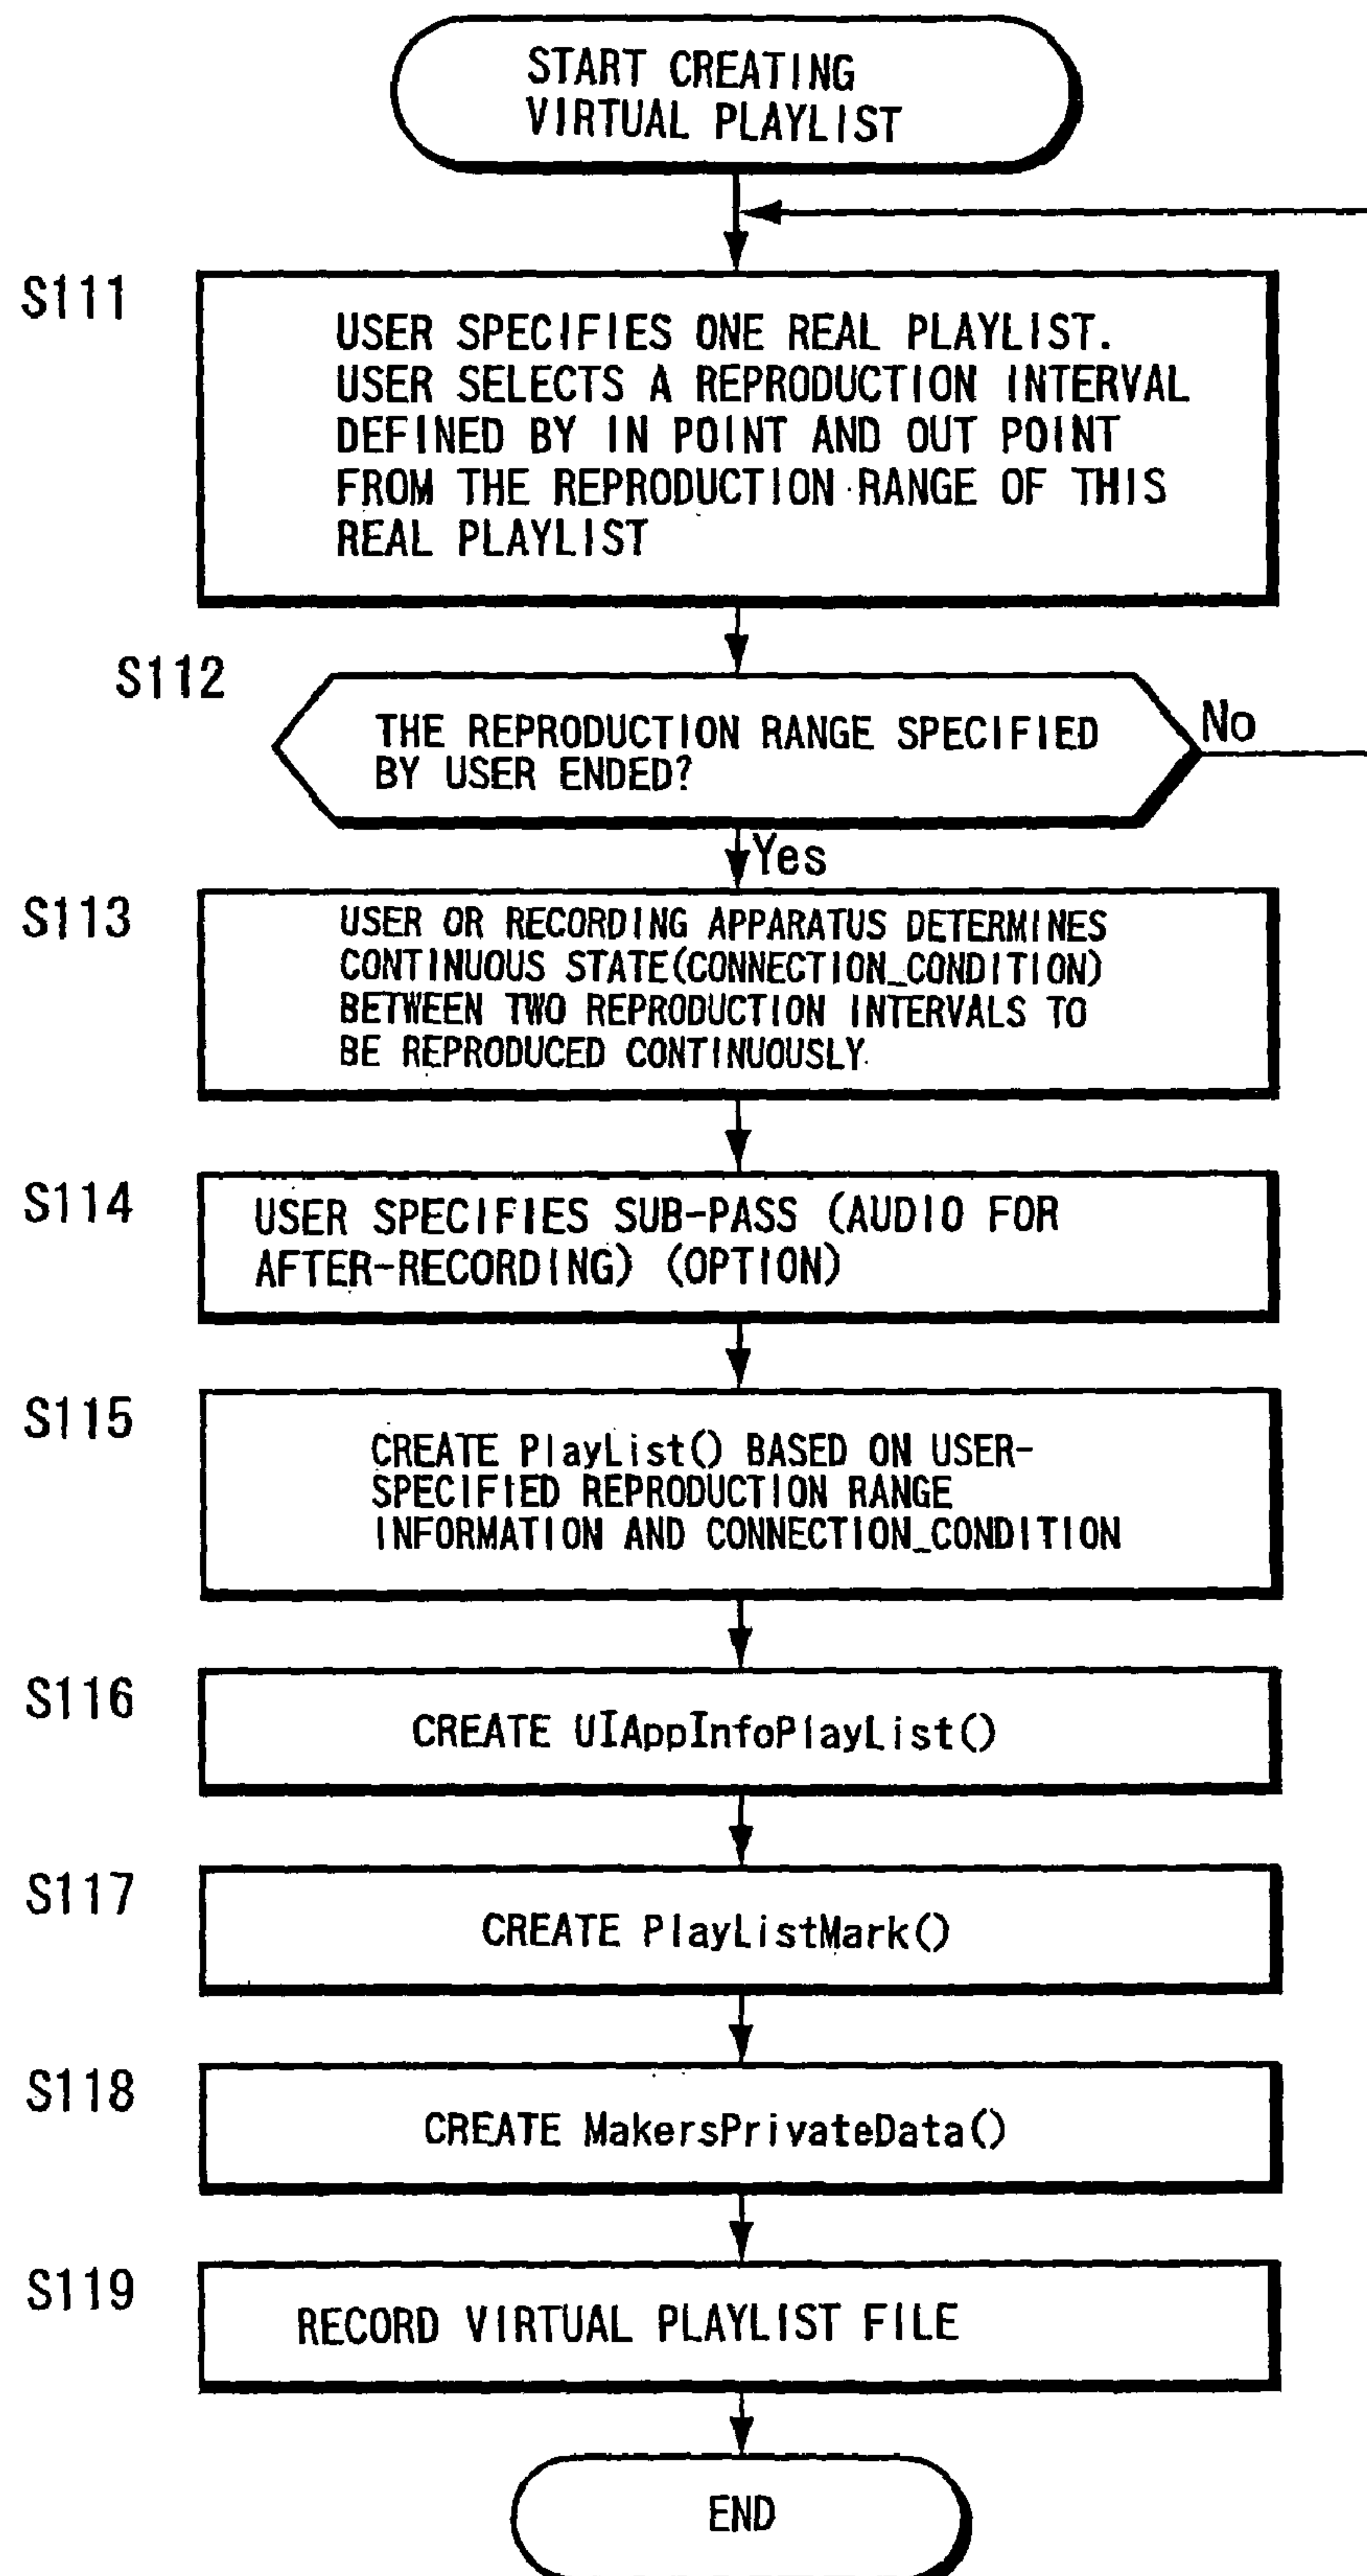 START CREATING
VIRTUAL PLAYLIST
S111
USER SPECIFIES ONE REAL PLAYLIST.
USER SELECTS A REPRODUCTION INTERVAL
DEFINED BY IN POINT AND OUT POINT
FROM THE REPRODUCTION RANGE OF THIS
REAL PLAYLIST
S112
THE REPRODUCTION RANGE SPECIFIED
BY USER ENDED?
No
Yes
S113
USER OR RECORDING APPARATUS DETERMINES
CONTINUOUS STATE(CONNECTION_CONDITION)
BETWEEN TWO REPRODUCTION INTERVALS TO
BE REPRODUCED CONTINUOUSLY
S114
USER SPECIFIES SUB-PASS (AUDIO FOR
AFTER-RECORDING) (OPTION)
S115
CREATE PlayList() BASED ON USER-
SPECIFIED REPRODUCTION RANGE
INFORMATION AND CONNECTION_CONDITION
S116
CREATE UIAppInfoPlayList()
S117
CREATE PlayListMark()
S118
CREATE MakersPrivateData()
S119
RECORD VIRTUAL PLAYLIST FILE
END